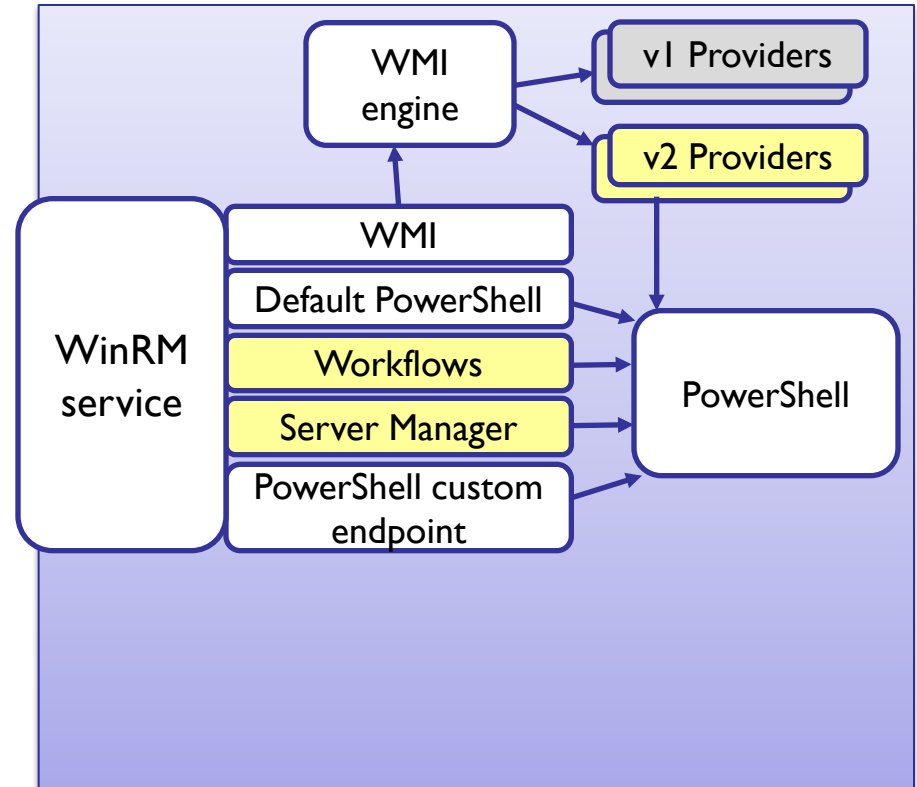 WMI
engine
v1 Providers
v2 Providers
WMI
Default PowerShell
Workflows
Server Manager
PowerShell custom
endpoint
WinRM
service
PowerShell